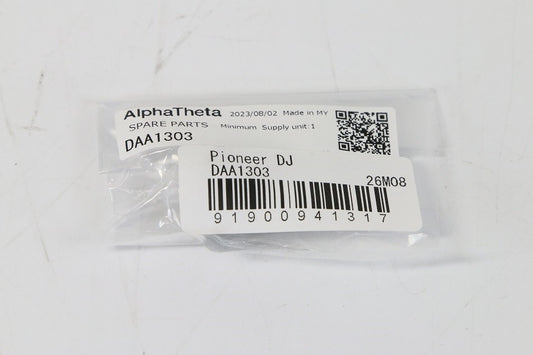 AlphaTheta 2023/08/02 Made in MY
SPARE PARTS Minimum Supply unit:1
DAA1303
Pioneer DJ
DAA1303 26M08
91900941317